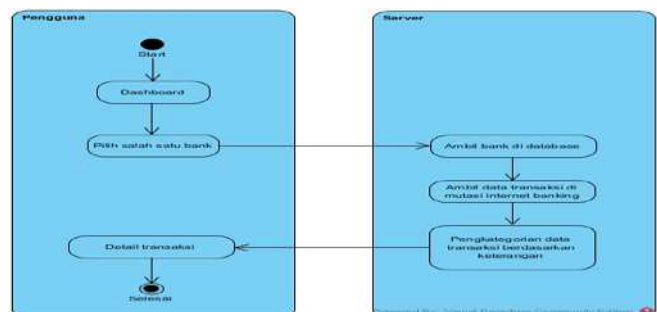 Pengguna
Server
Start
Dashboard
Pilih salah satu bank
Ambil bank di database
Ambil data transaksi di
mutasi internet banking
Pengkategorian data
transaksi berdasarkan
keterangan
Detail transaksi
Selesai